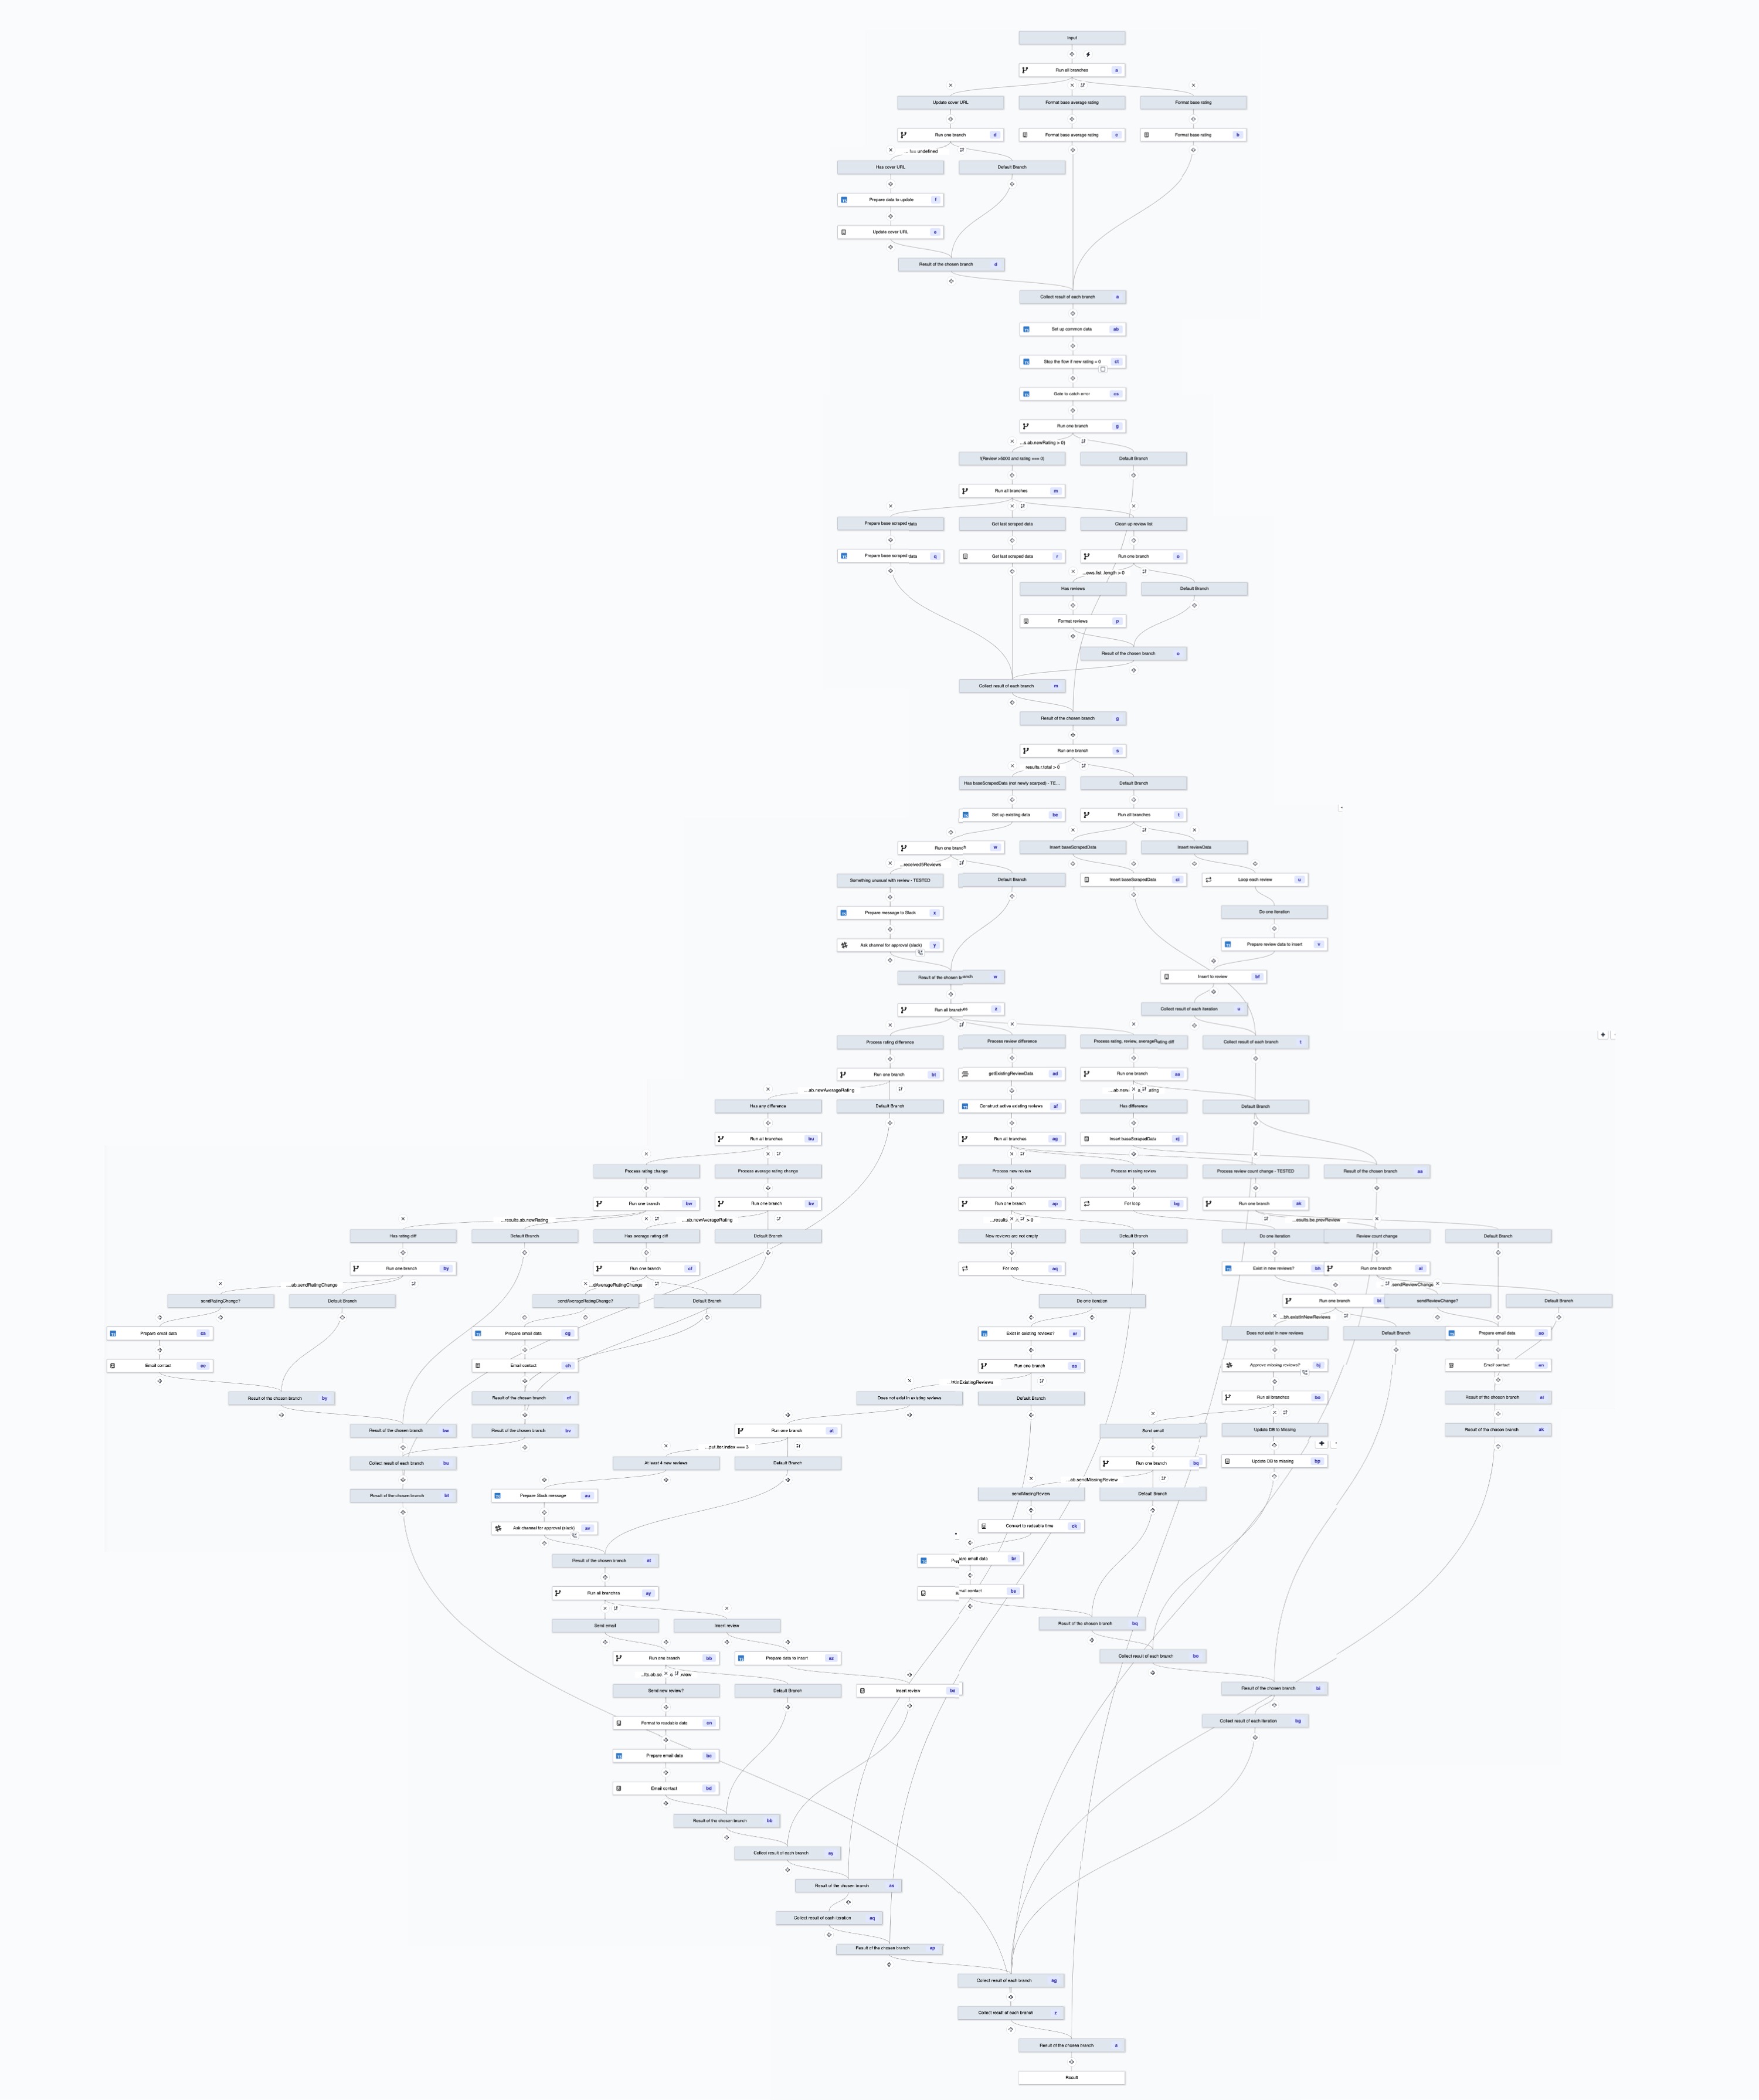 Input
Run all branches a
Update cover URL
Format base average rating
Format base rating
Run one branch d
Format base average rating c
Format base rating b
... !== undefined
Has cover URL
Default Branch
Prepare data to update f
Update cover URL e
Result of the chosen branch d
Collect result of each branch a
Set up common data ab
Stop the flow if new rating = 0
Gate to catch error
Run one branch g
...s.ab.newRating > 0)
!(Review >5000 and rating === 0)
Default Branch
Run all branches m
Prepare base scraped data
Get last scraped data
Clean up review list
Prepare base scraped data q
Get last scraped data r
Run one branch o
...ews.list .length > 0
Has reviews
Default Branch
Format reviews p
Result of the chosen branch o
Collect result of each branch m
Result of the chosen branch g
Run one branch s
results.r.total > 0
Has baseScrapedData (not newly scarped) - TE...
Default Branch
Set up existing data be
Run all branches t
Run one branch w
Insert baseScrapedData
Insert reviewData
...received5Reviews
Something unusual with review - TESTED
Default Branch
Insert baseScrapedData ci
Loop each review u
Prepare message to Slack x
Do one iteration
Ask channel for approval (slack) y
Prepare review data to insert v
Result of the chosen branch w
Insert to review bf
Run all branches z
Collect result of each iteration u
Process rating difference
Process review difference
Process rating, review, averageRating diff
Collect result of each branch t
Run one branch bt
getExistingReviewData ad
Run one branch aa
...ab.newAverageRating
Has any difference
Default Branch
Construct active existing reviews af
Has difference
Default Branch
Run all branches bu
Run all branches ag
Insert baseScrapedData cj
Process rating change
Process average rating change
Process new review
Process missing review
Process review count change - TESTED
Result of the chosen branch aa
Run one branch bw
Run one branch bv
Run one branch ap
For loop bg
Run one branch ak
...results.ab.newRating
...ab.newAverageRating
...results.be.prevReview
Has rating diff
Default Branch
Has average rating diff
Default Branch
New reviews are not empty
Default Branch
Do one iteration
Review count change
Default Branch
Run one branch by
Run one branch cf
For loop aq
Exist in new reviews? bh
Run one branch al
...ab.sendRatingChange
...dAverageRatingChange
...sendReviewChange
sendRatingChange?
Default Branch
sendAverageRatingChange?
Default Branch
Do one iteration
Run one branch bi
sendReviewChange?
Default Branch
...bh.existInNewReviews
Prepare email data
Prepare email data cg
Exist in existing reviews? ar
Does not exist in new reviews
Default Branch
Prepare email data
Email contact
Email contact ch
Run one branch as
Approve missing reviews? bj
Email contact
...istInExistingReviews
Result of the chosen branch by
Result of the chosen branch cf
Does not exist in existing reviews
Default Branch
Run all branches bo
Result of the chosen branch al
Result of the chosen branch bw
Result of the chosen branch bv
Run one branch at
Send email
Update DB to Missing
Result of the chosen branch ak
...put.iter.index === 3
Collect result of each branch bu
At least 4 new reviews
Default Branch
Run one branch bq
Update DB to missing bp
...ab.sendMissingReview
Result of the chosen branch bt
Prepare Slack message au
sendMissingReview
Default Branch
Ask channel for approval (slack) av
Convert to redeable time ck
Result of the chosen branch at
are email data br
Run all branches ay
mail contact bs
Send email
Insert review
Result of the chosen branch bq
Run one branch bb
Prepare data to insert az
Collect result of each branch bo
Send new review?
Default Branch
Insert review ba
Result of the chosen branch bi
Format to readable date cn
Collect result of each iteration bg
Prepare email data bc
Email contact bd
Result of the chosen branch bb
Collect result of each branch ay
Result of the chosen branch as
Collect result of each iteration aq
Result of the chosen branch ap
Collect result of each branch ag
Collect result of each branch z
Result of the chosen branch s
Result